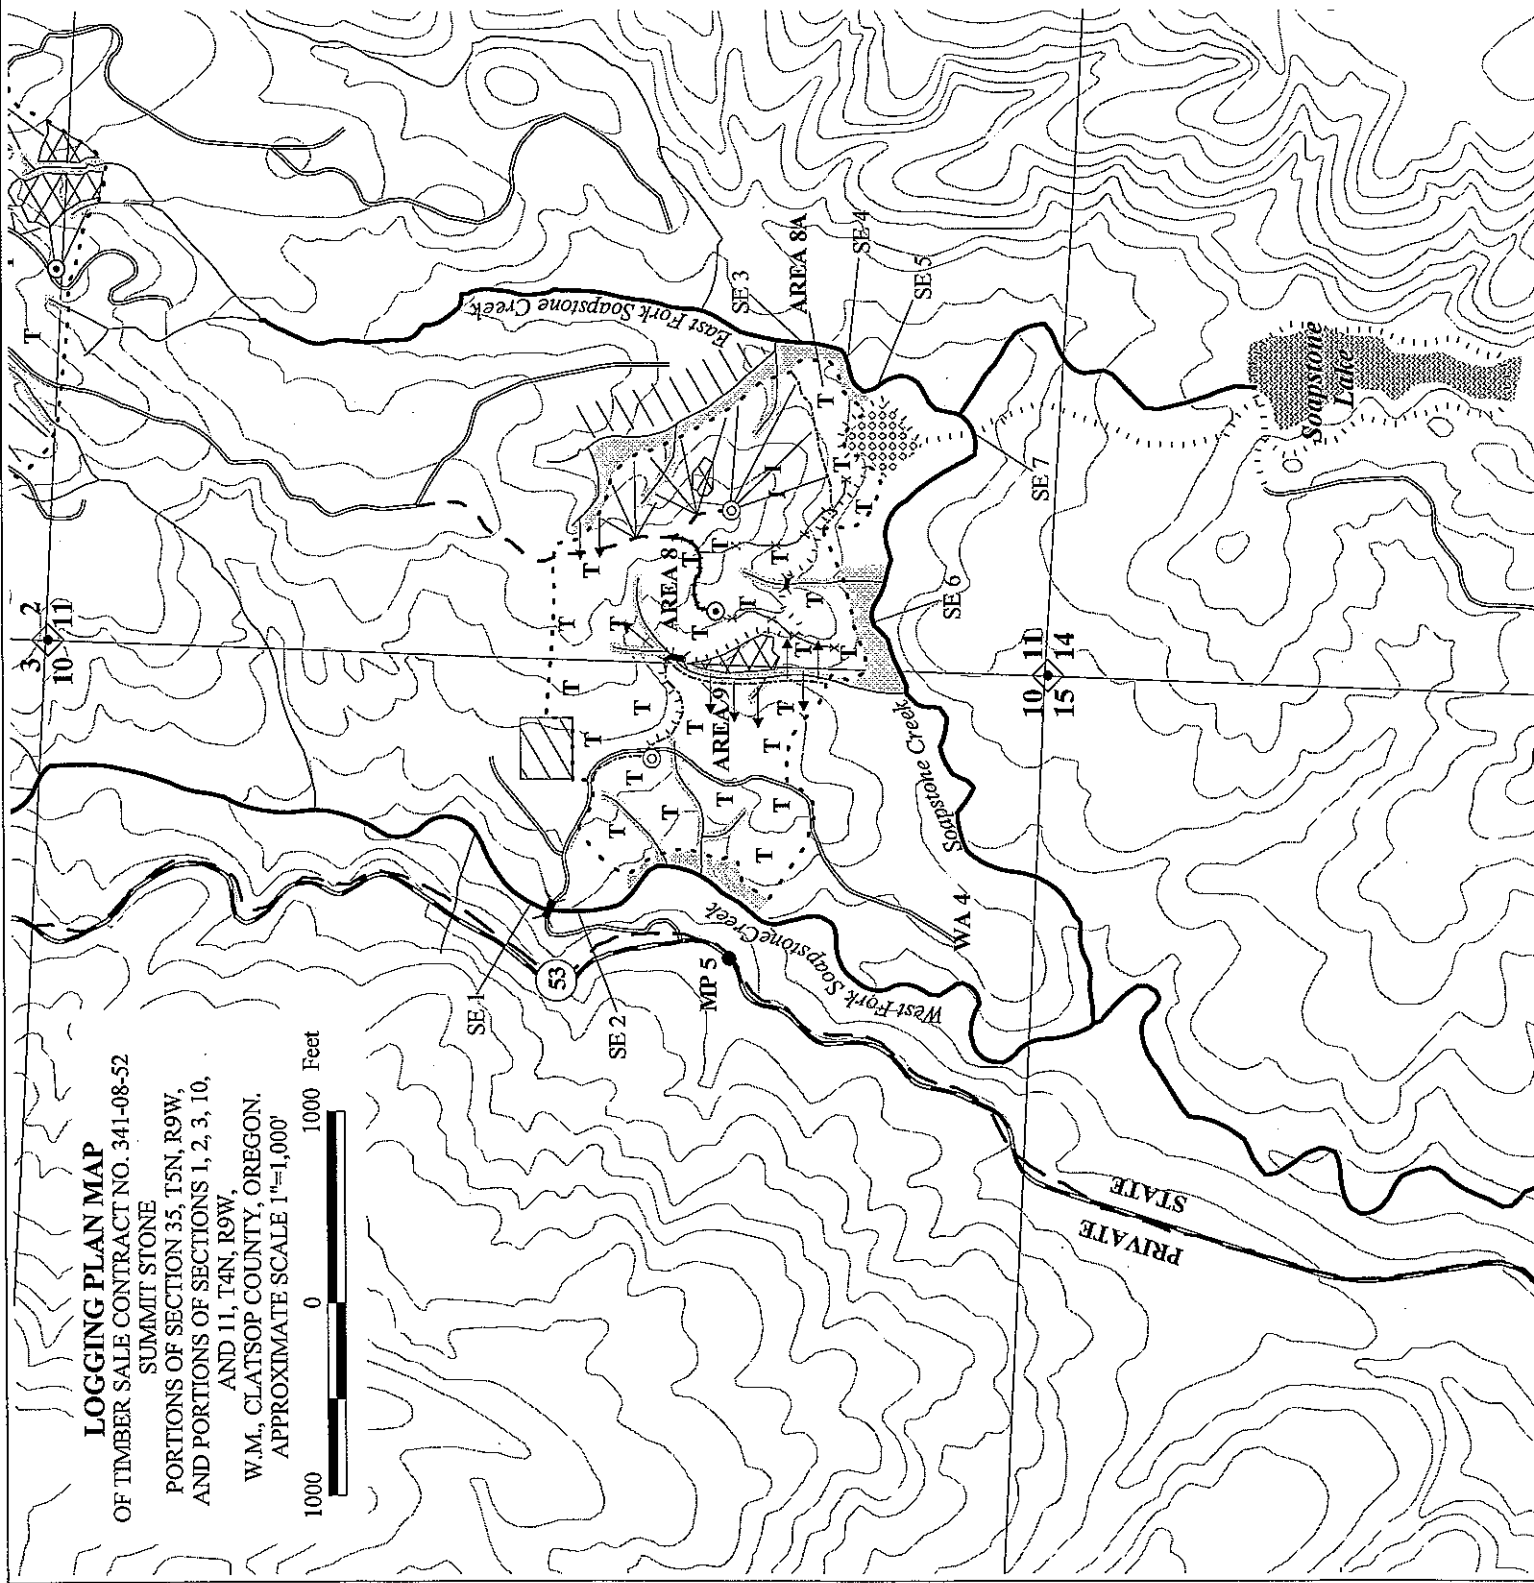 LOGGING PLAN MAP
OF TIMBER SALE CONTRACT NO. 341-08-52
SUMMIT STONE
PORTIONS OF SECTION 35, T5N, R9W,
AND PORTIONS OF SECTIONS 1, 2, 3, 10,
AND 11, T4N, R9W,
W.M., CLATSOP COUNTY, OREGON.
APPROXIMATE SCALE 1"=1,000'
1000 0 1000 Feet
3 2
10 11
T
East Fork Soapstone Creek
SE 3
AREA 8A
SE 4
SE 5
T
T
T
T
T
T
T
AREA 8
T
T
T
T
T
T
T
T
T
T
T
T
AREA 9
T
T
T
T
T
T
T
T
T
SE 1
53
SE 2
MP 5
West Fork Soapstone Creek
WA 4
Soapstone Creek
SE 6
SE 7
10 11
15 14
Soapstone
Lake
STATE
PRIVATE